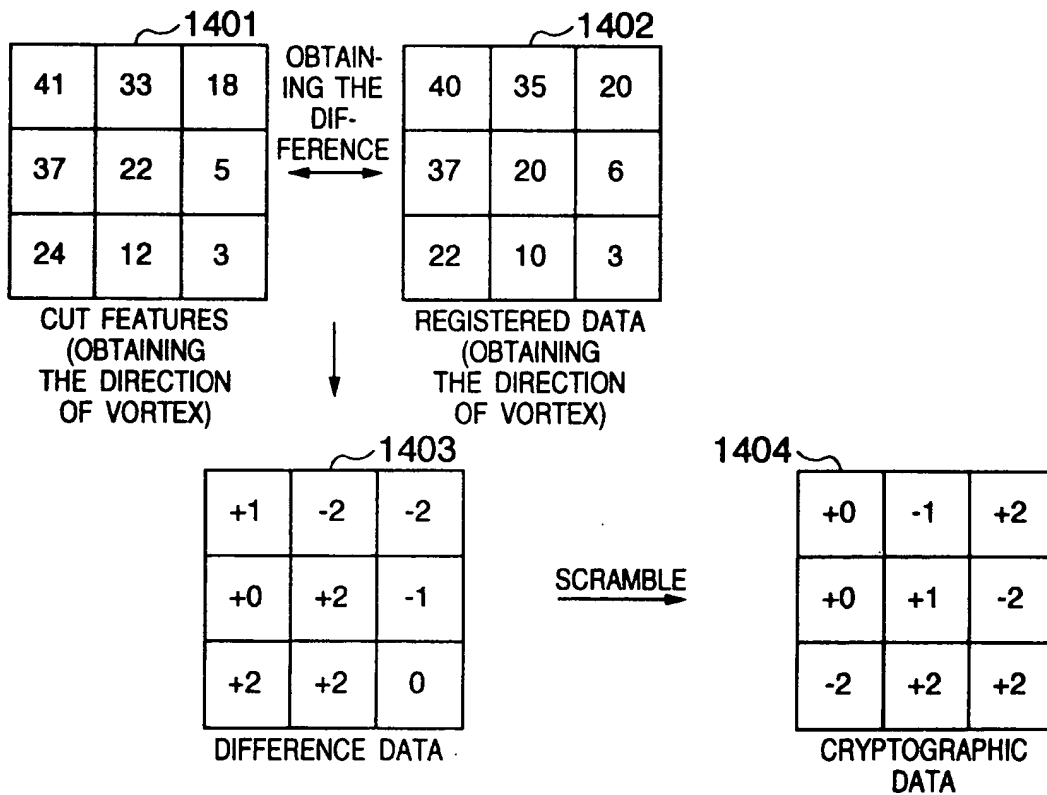 1401
41 33 18
37 22 5
24 12 3
CUT FEATURES
(OBTAINING
THE DIRECTION
OF VORTEX)
OBTAIN-
ING THE
DIF-
FERENCE
1402
40 35 20
37 20 6
22 10 3
REGISTERED DATA
(OBTAINING
THE DIRECTION
OF VORTEX)
1403
+1 -2 -2
+0 +2 -1
+2 +2 0
DIFFERENCE DATA
SCRAMBLE
1404
+0 -1 +2
+0 +1 -2
-2 +2 +2
CRYPTOGRAPHIC
DATA